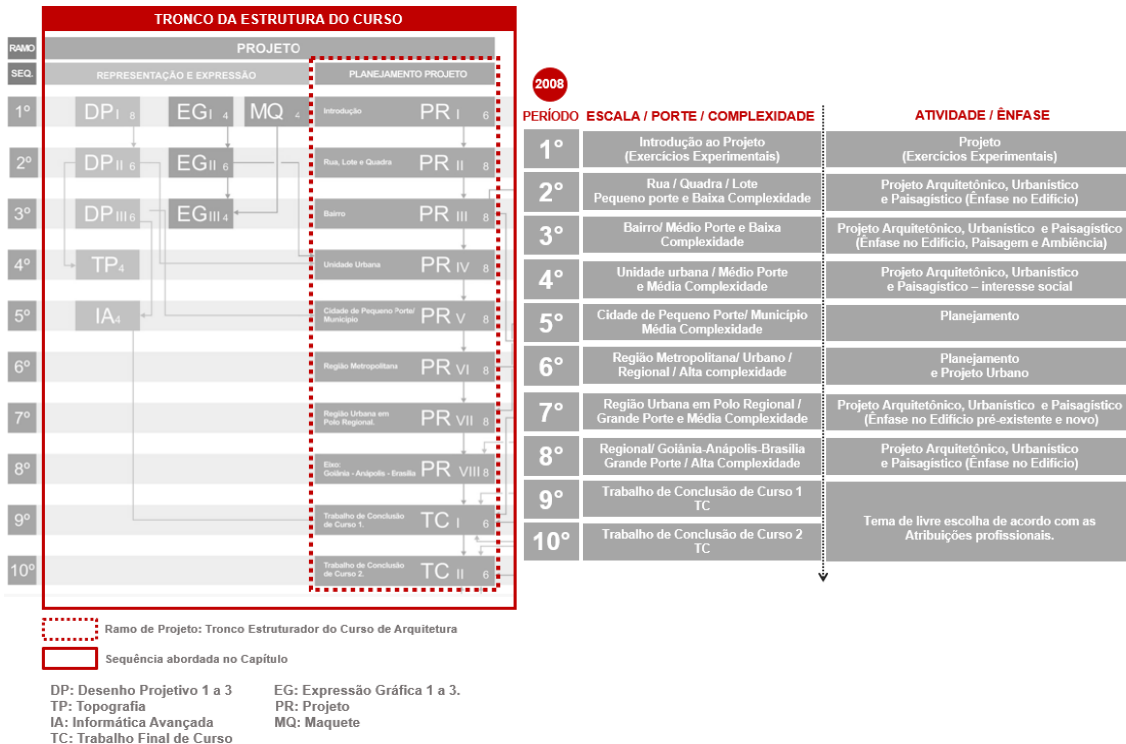 TRONCO DA ESTRUTURA DO CURSO
RAMO
PROJETO
SEQ.
REPRESENTAÇÃO E EXPRESSÃO
PLANEJAMENTO PROJETO
1º
DP I 8
EG I 4
MQ 4
Introdução
PR I 6
2º
DP II 6
EG II 6
Rua, Lote e Quadra
PR II 8
3º
DP III 6
EG III 4
Bairro
PR III 8
4º
TP 4
Unidade Urbana
PR IV 8
5º
IA 4
Cidade de Pequeno Porte/
Município
PR V 8
6º
Região Metropolitana
PR VI 8
7º
Região Urbana em
Polo Regional.
PR VII 8
8º
Eixo:
Goiânia - Anápolis - Brasília
PR VIII 8
9º
Trabalho de Conclusão
de Curso 1.
TC I 6
10º
Trabalho de Conclusão
de Curso 2.
TC II 6
2008
PERÍODO
ESCALA / PORTE / COMPLEXIDADE
ATIVIDADE / ÊNFASE
1°
Introdução ao Projeto
(Exercícios Experimentais)
Projeto
(Exercícios Experimentais)
2°
Rua / Quadra / Lote
Pequeno porte e Baixa Complexidade
Projeto Arquitetônico, Urbanístico
e Paisagístico (Ênfase no Edifício)
3°
Bairro/ Médio Porte e Baixa
Complexidade
Projeto Arquitetônico, Urbanístico e Paisagístico
(Ênfase no Edifício, Paisagem e Ambiência)
4°
Unidade urbana / Médio Porte
e Média Complexidade
Projeto Arquitetônico, Urbanístico
e Paisagístico – interesse social
5°
Cidade de Pequeno Porte/ Município
Média Complexidade
Planejamento
6°
Região Metropolitana/ Urbano /
Regional / Alta complexidade
Planejamento
e Projeto Urbano
7°
Região Urbana em Polo Regional /
Grande Porte e Média Complexidade
Projeto Arquitetônico, Urbanístico e Paisagístico
(Ênfase no Edifício pré-existente e novo)
8°
Regional/ Goiânia-Anápolis-Brasília
Grande Porte / Alta Complexidade
Projeto Arquitetônico, Urbanístico
e Paisagístico (Ênfase no Edifício)
9°
Trabalho de Conclusão de Curso 1
TC
10°
Trabalho de Conclusão de Curso 2
TC
Tema de livre escolha de acordo com as
Atribuições profissionais.
Ramo de Projeto: Tronco Estruturador do Curso de Arquitetura
Sequência abordada no Capítulo
DP: Desenho Projetivo 1 a 3
EG: Expressão Gráfica 1 a 3.
TP: Topografia
PR: Projeto
IA: Informática Avançada
MQ: Maquete
TC: Trabalho Final de Curso